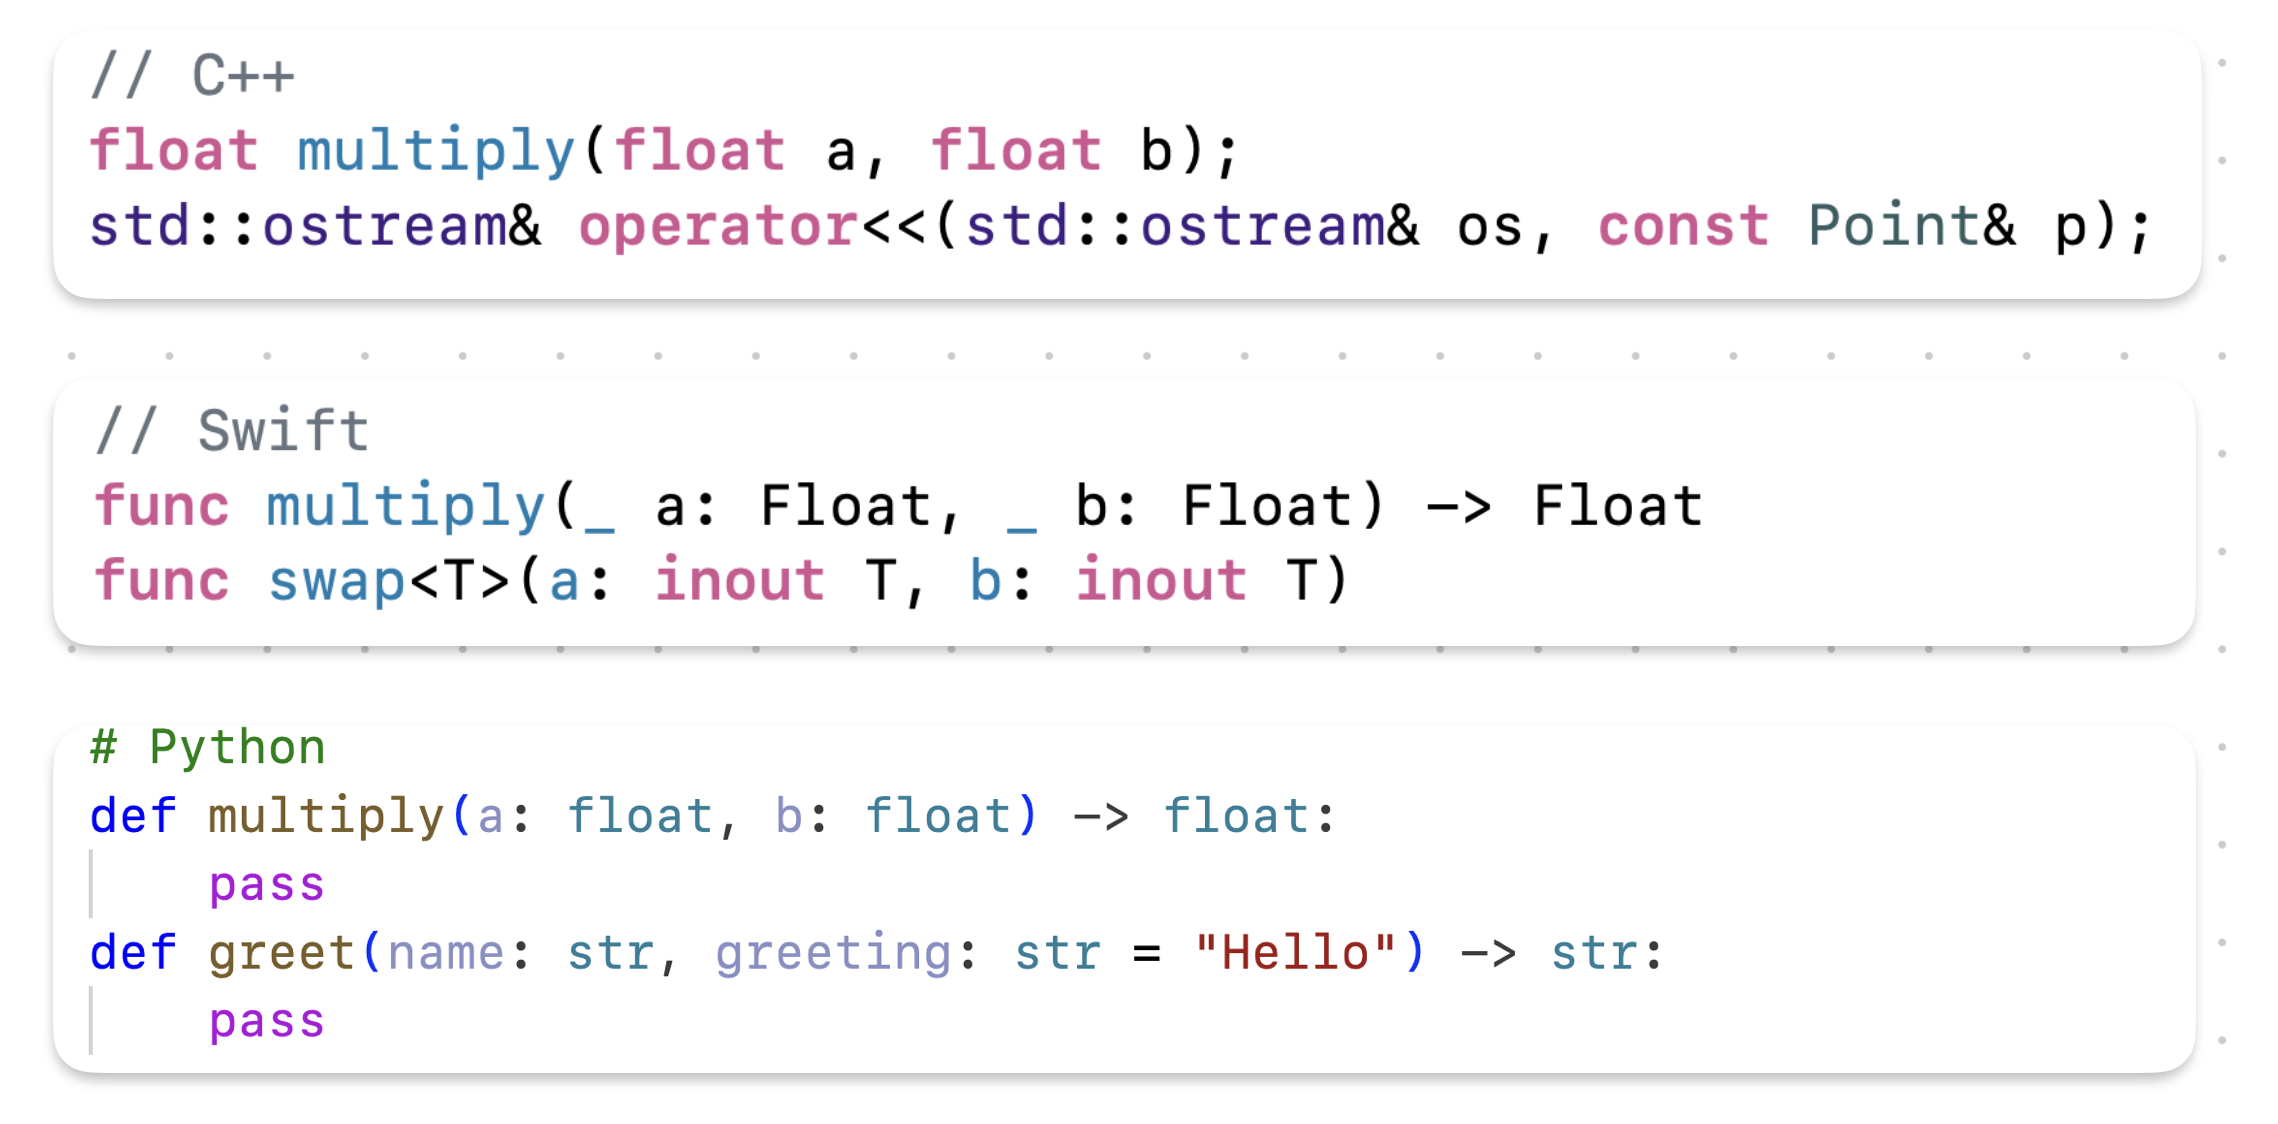 // C++
float multiply(float a, float b);
std::ostream& operator<<(std::ostream& os, const Point& p);
// Swift
func multiply(_ a: Float, _ b: Float) -> Float
func swap<T>(a: inout T, b: inout T)
# Python
def multiply(a: float, b: float) -> float:
    pass
def greet(name: str, greeting: str = "Hello") -> str:
    pass